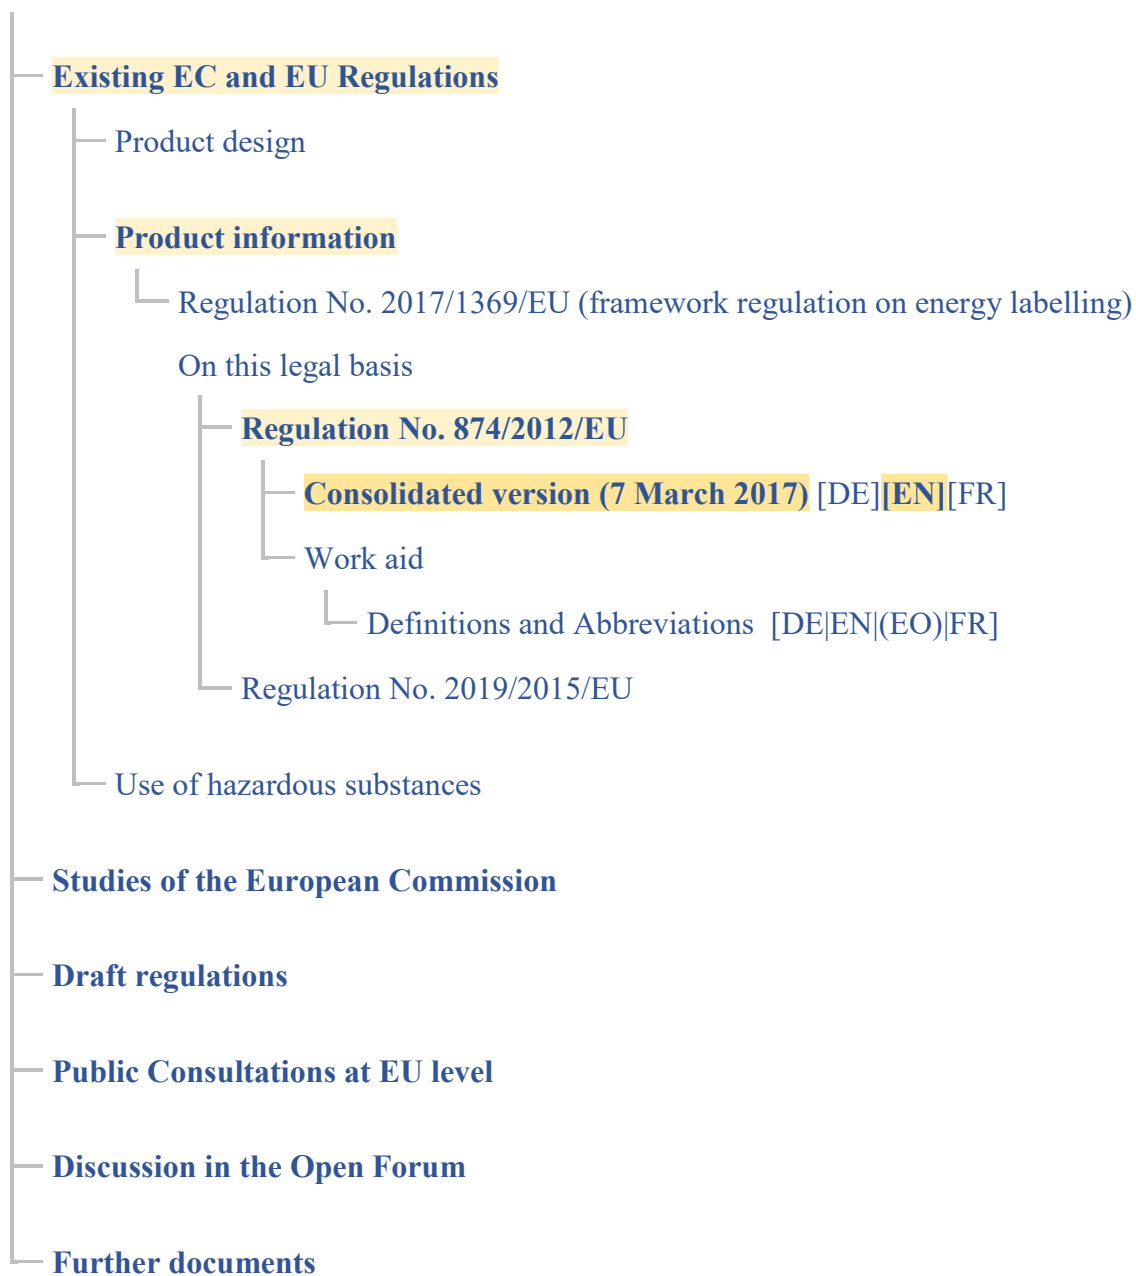 Existing EC and EU Regulations
Product design
Product information
Regulation No. 2017/1369/EU (framework regulation on energy labelling)
On this legal basis
Regulation No. 874/2012/EU
Consolidated version (7 March 2017) [DE][EN][FR]
Work aid
Definitions and Abbreviations [DE|EN|(EO)|FR]
Regulation No. 2019/2015/EU
Use of hazardous substances
Studies of the European Commission
Draft regulations
Public Consultations at EU level
Discussion in the Open Forum
Further documents